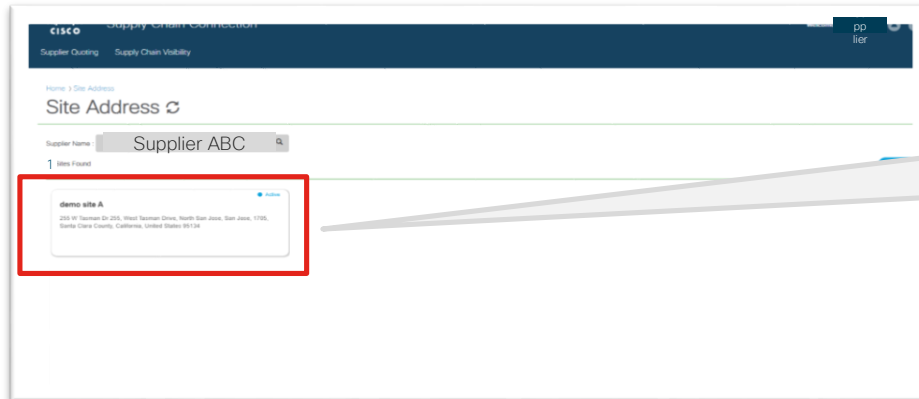 CISCO Supply Chain Connection
pp
lier
Supplier Quoting Supply Chain Visibility
Home > Site Address
Site Address
Supplier Name : Supplier ABC
1 Sites Found
Active
demo site A
255 W Tasman Dr 255, West Tasman Drive, North San Jose, San Jose, 1705,
Santa Clara County, California, United States 95134